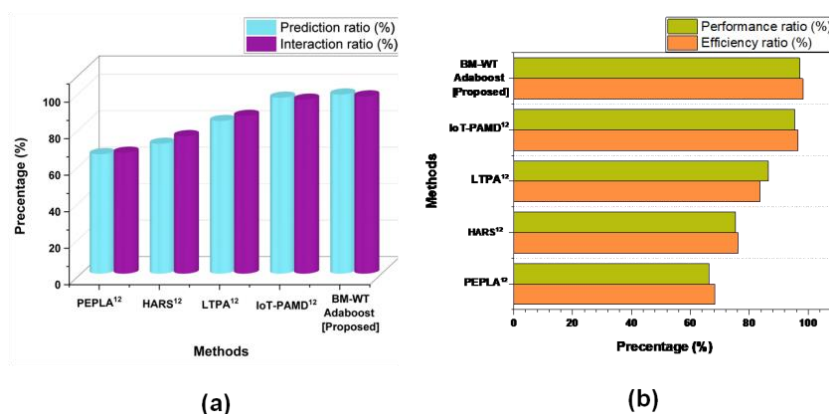 Prediction ratio (%)
Interaction ratio (%)
100
80
60
40
20
0
Precentage (%)
PEPLA¹²
HARS¹²
LTPA¹²
IoT-PAMD¹²
BM-WT
Adaboost
[Proposed]
Methods
(a)
Performance ratio (%)
Efficiency ratio (%)
BM-WT
Adaboost
[Proposed]
IoT-PAMD¹²
LTPA¹²
HARS¹²
PEPLA¹²
Methods
0
20
40
60
80
100
Precentage (%)
(b)